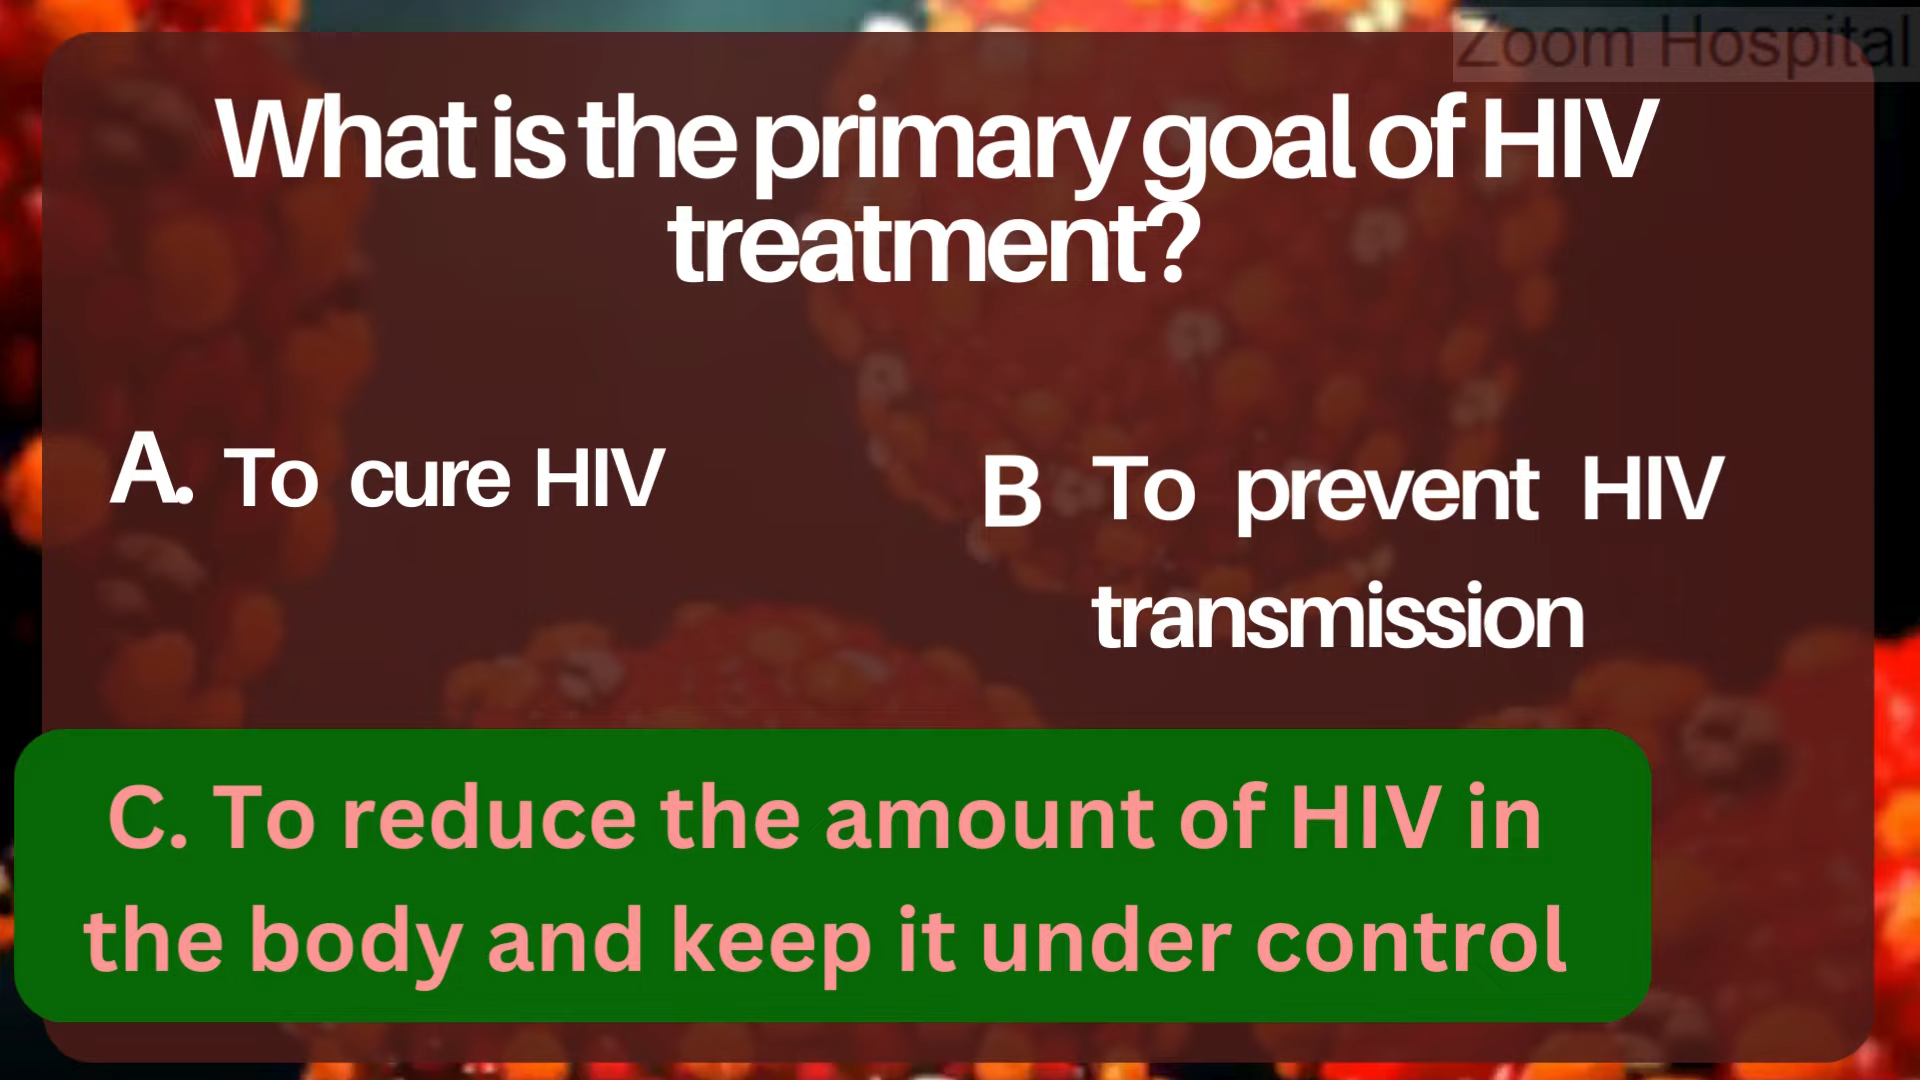 Zoom Hospital
What is the primary goal of HIV
treatment?
A. To cure HIV
B To prevent HIV
transmission
C. To reduce the amount of HIV in
the body and keep it under control